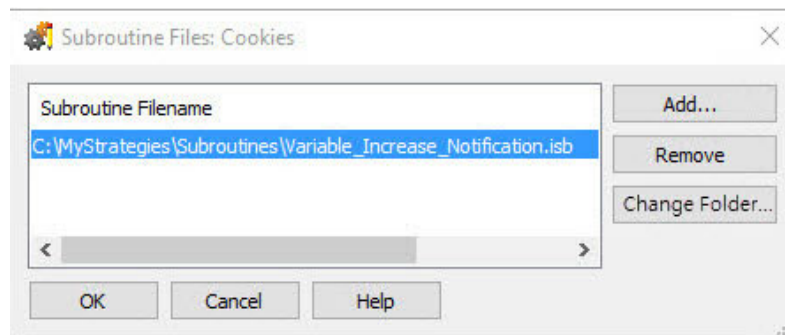 Subroutine Files: Cookies
Subroutine Filename
C:\MyStrategies\Subroutines\Variable_Increase_Notification.isb
Add...
Remove
Change Folder...
OK
Cancel
Help